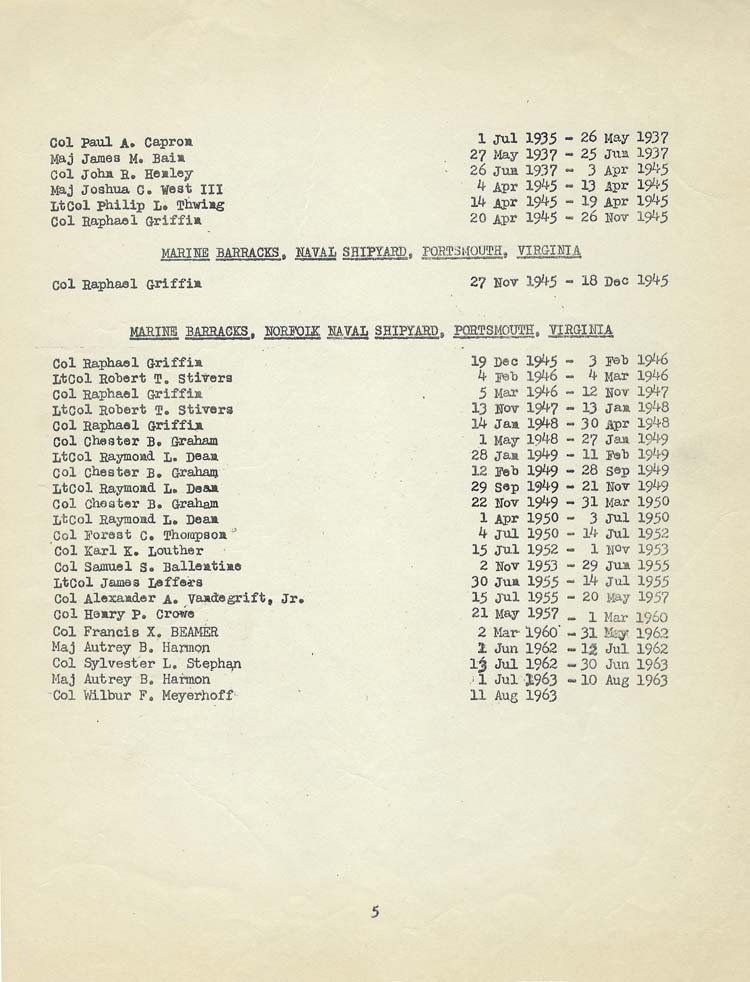 Col Paul A. Capron 1 Jul 1935 - 26 May 1937
Maj James M. Bain 27 May 1937 - 25 Jun 1937
Col John R. Henley 26 Jun 1937 - 3 Apr 1945
Maj Joshua C. West III 4 Apr 1945 - 13 Apr 1945
LtCol Philip L. Thwing 14 Apr 1945 - 19 Apr 1945
Col Raphael Griffin 20 Apr 1945 - 26 Nov 1945
MARINE BARRACKS, NAVAL SHIPYARD, PORTSMOUTH, VIRGINIA
Col Raphael Griffin 27 Nov 1945 - 18 Dec 1945
MARINE BARRACKS, NORFOLK NAVAL SHIPYARD, PORTSMOUTH, VIRGINIA
Col Raphael Griffin 19 Dec 1945 - 3 Feb 1946
LtCol Robert T. Stivers 4 Feb 1946 - 4 Mar 1946
Col Raphael Griffin 5 Mar 1946 - 12 Nov 1947
LtCol Robert T. Stivers 13 Nov 1947 - 13 Jan 1948
Col Raphael Griffin 14 Jan 1948 - 30 Apr 1948
Col Chester B. Graham 1 May 1948 - 27 Jan 1949
LtCol Raymond L. Dean 28 Jan 1949 - 11 Feb 1949
Col Chester B. Graham 12 Feb 1949 - 28 Sep 1949
LtCol Raymond L. Dean 29 Sep 1949 - 21 Nov 1949
Col Chester B. Graham 22 Nov 1949 - 31 Mar 1950
LtCol Raymond L. Dean 1 Apr 1950 - 3 Jul 1950
Col Forest C. Thompson 4 Jul 1950 - 14 Jul 1952
Col Karl K. Louther 15 Jul 1952 - 1 Nov 1953
Col Samuel S. Ballentine 2 Nov 1953 - 29 Jun 1955
LtCol James Leffers 30 Jun 1955 - 14 Jul 1955
Col Alexander A. Vandegrift, Jr. 15 Jul 1955 - 20 May 1957
Col Henry P. Crowe 21 May 1957 - 1 Mar 1960
Col Francis X. BEAMER 2 Mar 1960 - 31 May 1962
Maj Autrey B. Harmon 1 Jun 1962 - 12 Jul 1962
Col Sylvester L. Stephan 13 Jul 1962 - 30 Jun 1963
Maj Autrey B. Harmon 1 Jul 1963 - 10 Aug 1963
Col Wilbur F. Meyerhoff 11 Aug 1963
5